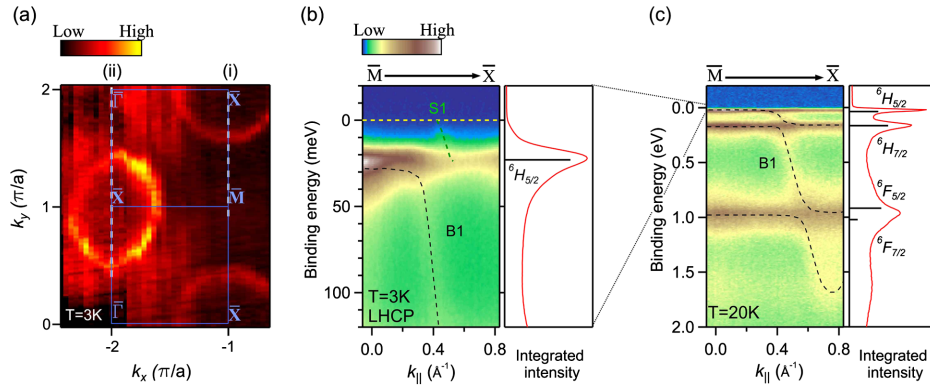 (a)
Low High
(ii) (i)
2
1
0
k_y (π/a)
Γ̅ X̅
X̅ M̅
Γ̅ X̅
T=3K
-2 -1
k_x (π/a)
(b)
Low High
M̅ X̅
0
50
100
Binding energy (meV)
S1
B1
T=3K
LHCP
0.0 0.4 0.8
k_|| (Å⁻¹)
⁶H₅/₂
Integrated
intensity
(c)
M̅ X̅
0.0
0.5
1.0
1.5
2.0
Binding energy (eV)
B1
T=20K
0.0 0.4 0.8
k_|| (Å⁻¹)
⁶H₅/₂
⁶H₇/₂
⁶F₅/₂
⁶F₇/₂
Integrated
intensity